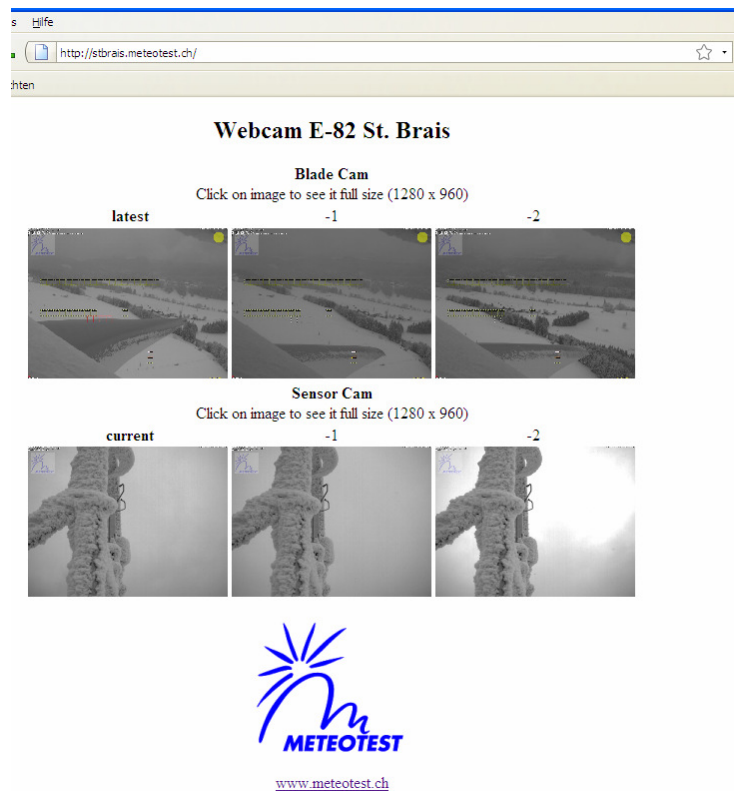 s Hilfe
http://stbrais.meteotest.ch/
hten
Webcam E-82 St. Brais
Blade Cam
Click on image to see it full size (1280 x 960)
latest -1 -2
Sensor Cam
Click on image to see it full size (1280 x 960)
current -1 -2
METEOTEST
www.meteotest.ch